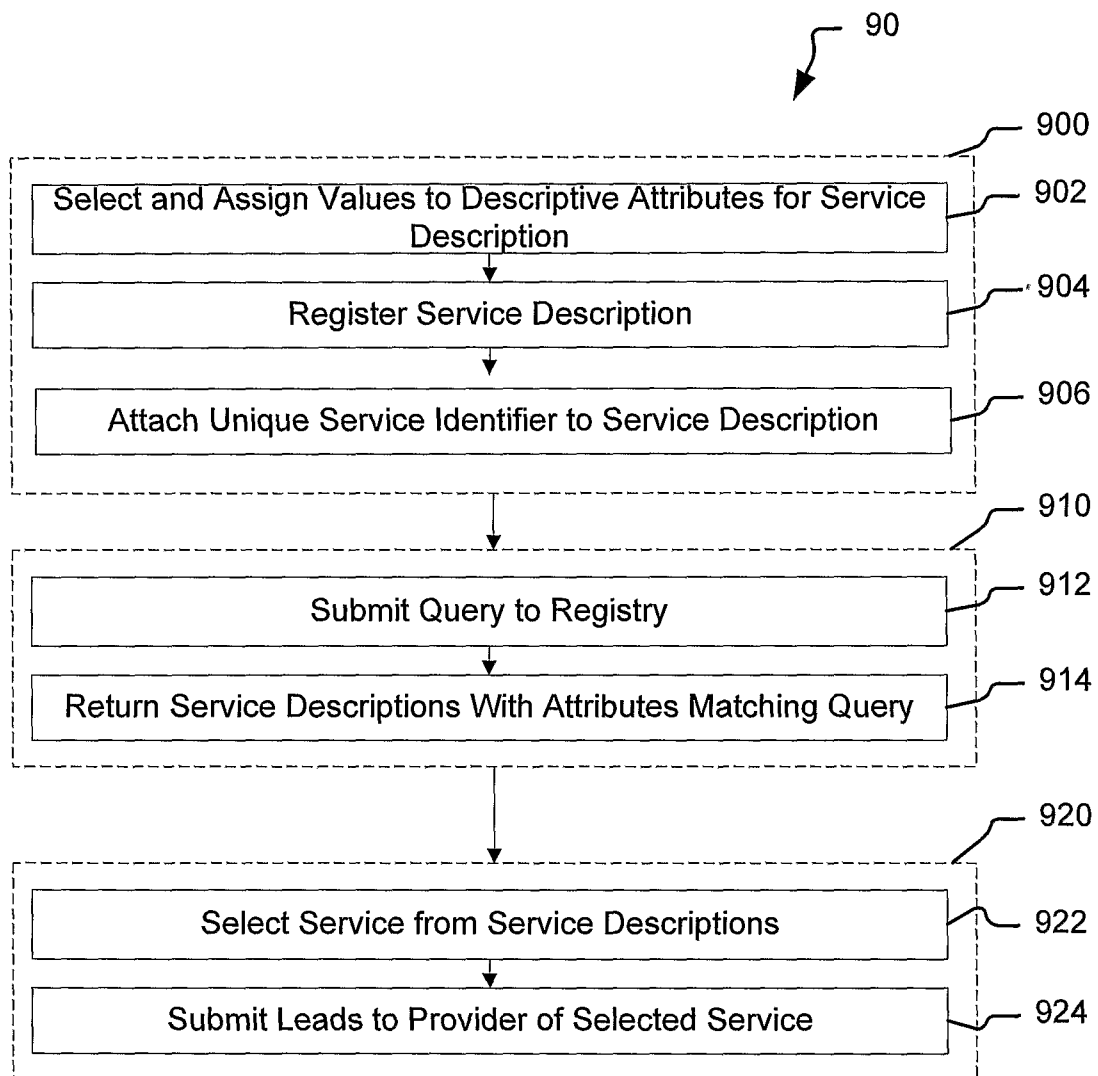 90
900
Select and Assign Values to Descriptive Attributes for Service
Description
902
Register Service Description
904
Attach Unique Service Identifier to Service Description
906
910
Submit Query to Registry
912
Return Service Descriptions With Attributes Matching Query
914
920
Select Service from Service Descriptions
922
Submit Leads to Provider of Selected Service
924